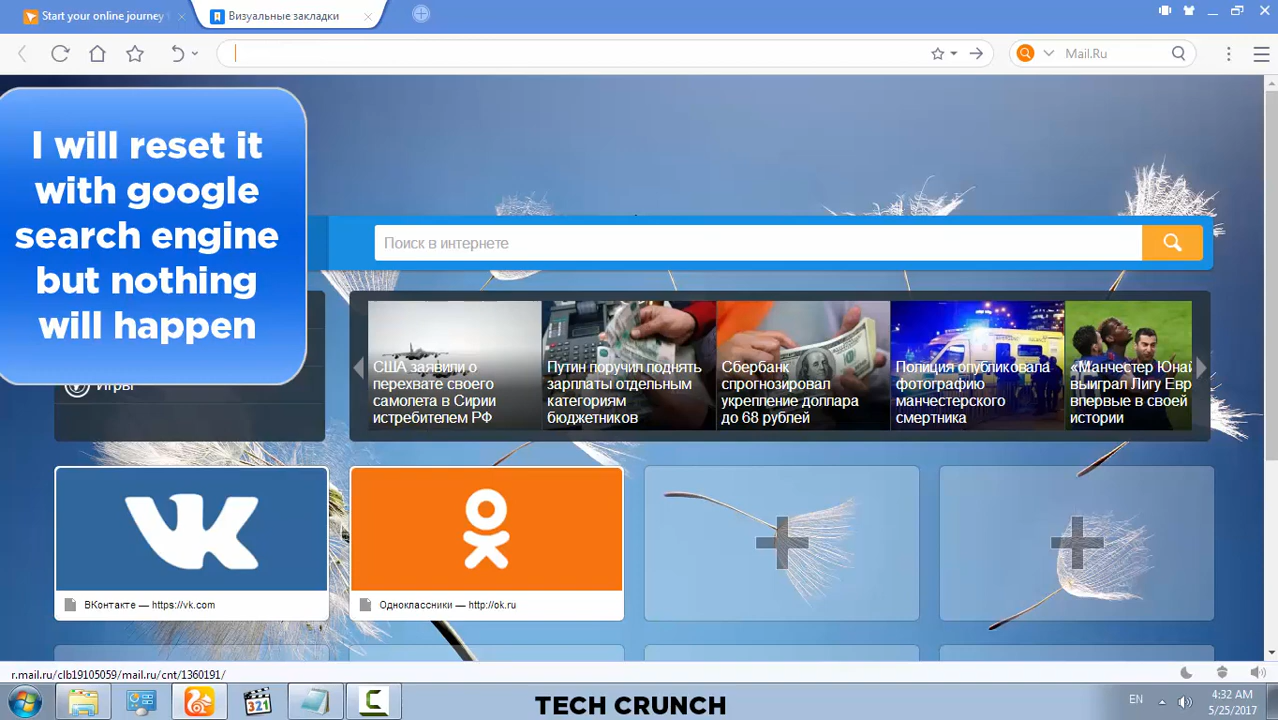 Start your online journey
Визуальные закладки
Mail.Ru
I will reset it
with google
search engine
but nothing
will happen
Поиск в интернете
Игры
США заявили о
перехвате своего
самолета в Сирии
истребителем РФ
Путин поручил поднять
зарплаты отдельным
категориям
бюджетников
Сбербанк
спрогнозировал
укрепление доллара
до 68 рублей
Полиция опубликовала
фотографию
манчестерского
смертника
«Манчестер Юна
выиграл Лигу Евр
впервые в своей
истории
ВКонтакте — https://vk.com
Одноклассники — http://ok.ru
r.mail.ru/clb19105059/mail.ru/cnt/1360191/
321
TECH CRUNCH
EN
4:32 AM
5/25/2017